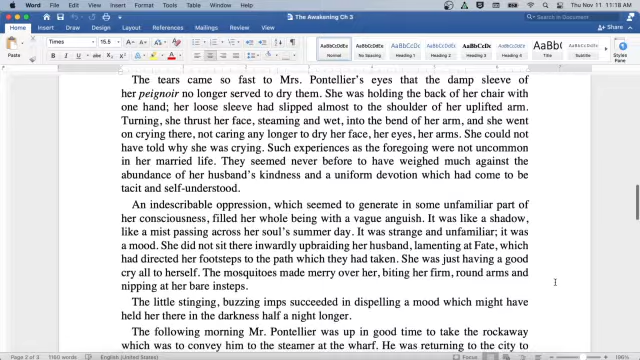 Word File Edit View Insert Format Tools Table Window Help
Tue Nov 11 11:18 AM
The Awakening Ch 3
Search in Document
Home Insert Draw Design Layout References Mailings Review View
Share
Paste
Times New...
15.5
AaBbCcDdEe
Normal
No Spacing
Heading 1
Heading 2
Title
Subtitle
Styles Pane
The tears came so fast to Mrs. Pontellier's eyes that the damp sleeve of
her peignoir no longer served to dry them. She was holding the back of her chair with
one hand; her loose sleeve had slipped almost to the shoulder of her uplifted arm.
Turning, she thrust her face, steaming and wet, into the bend of her arm, and she went
on crying there, not caring any longer to dry her face, her eyes, her arms. She could not
have told why she was crying. Such experiences as the foregoing were not uncommon
in her married life. They seemed never before to have weighed much against the
abundance of her husband's kindness and a uniform devotion which had come to be
tacit and self-understood.
An indescribable oppression, which seemed to generate in some unfamiliar part of
her consciousness, filled her whole being with a vague anguish. It was like a shadow,
like a mist passing across her soul's summer day. It was strange and unfamiliar; it was
a mood. She did not sit there inwardly upbraiding her husband, lamenting at Fate, which
had directed her footsteps to the path which they had taken. She was just having a good
cry all to herself. The mosquitoes made merry over her, biting her firm, round arms and
nipping at her bare insteps.
The little stinging, buzzing imps succeeded in dispelling a mood which might have
held her there in the darkness half a night longer.
The following morning Mr. Pontellier was up in good time to take the rockaway
which was to convey him to the steamer at the wharf. He was returning to the city to
Page 2 of 3 1160 words English (United States)
Focus